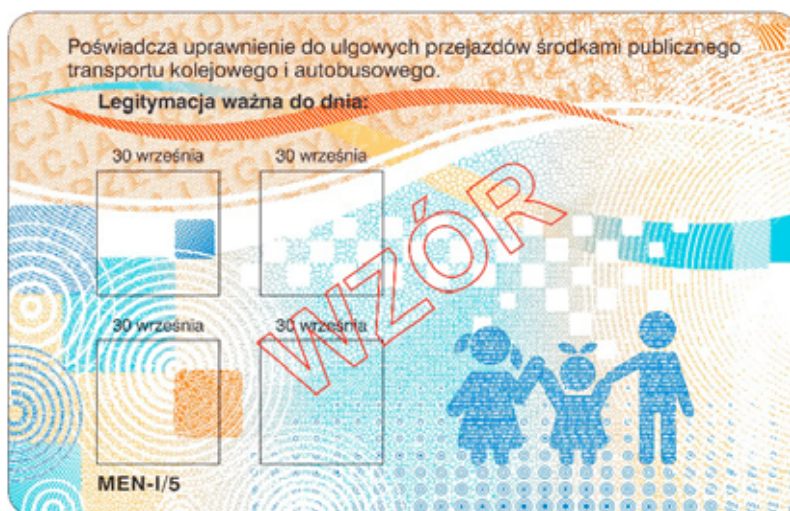 Poświadcza uprawnienie do ulgowych przejazdów środkami publicznego
transportu kolejowego i autobusowego.
Legitymacja ważna do dnia:
30 września 30 września
WZÓR
30 września 30 września
MEN-I/5